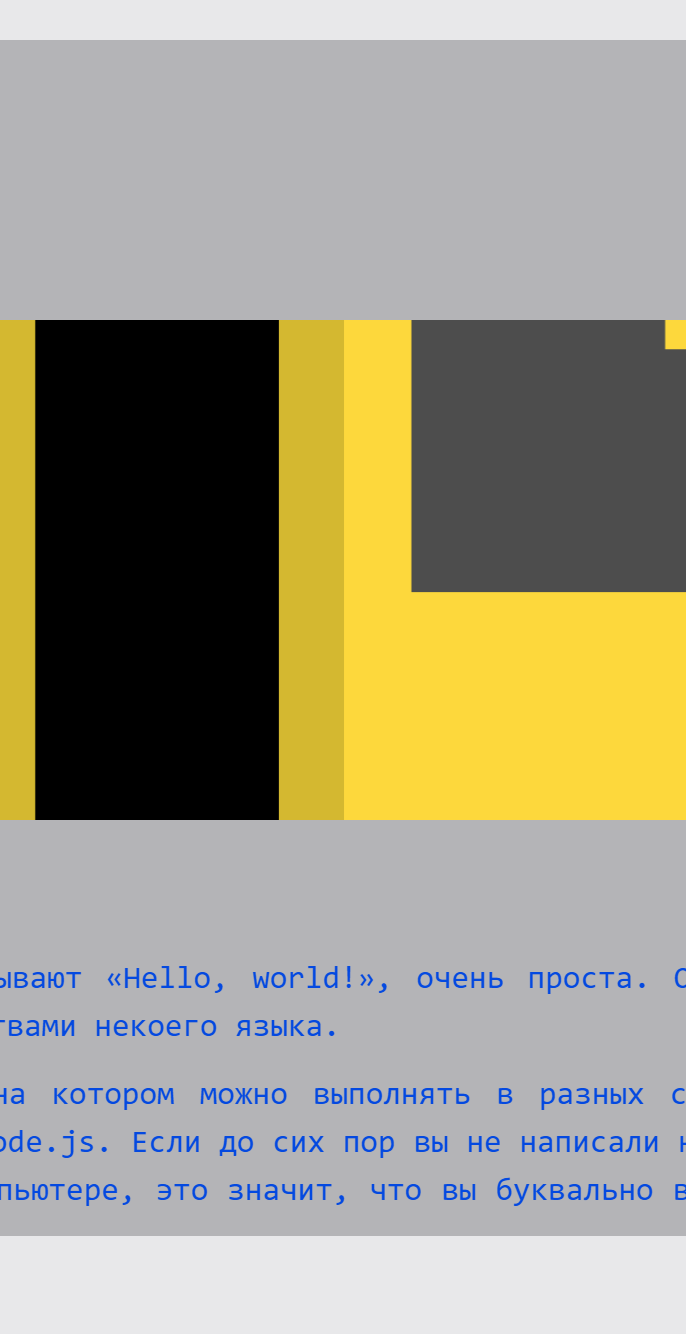 ывают «Hello, world!», очень проста.
твами некоего языка.
на котором можно выполнять в разных с
ode.js. Если до сих пор вы не написали н
пьютере, это значит, что вы буквально в